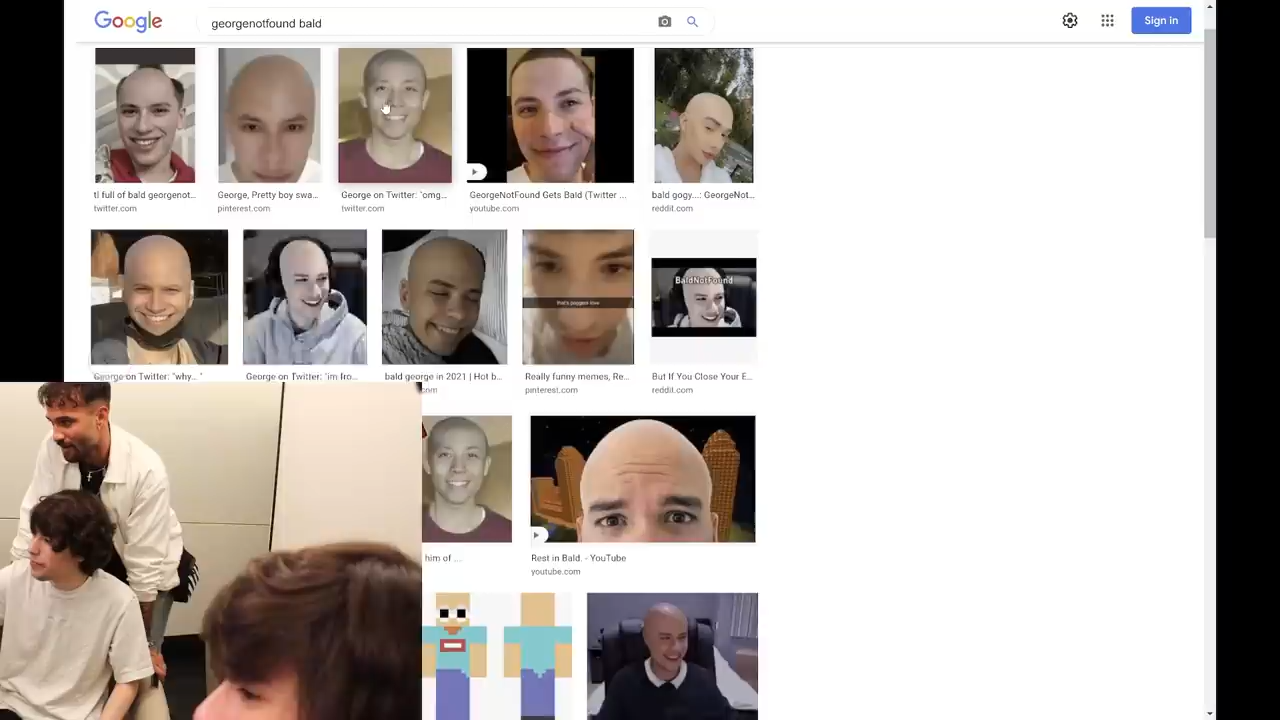 Google
georgenotfound bald
Sign in
tl full of bald georgenot...
twitter.com
George, Pretty boy swa...
pinterest.com
George on Twitter: "omg...
twitter.com
GeorgeNotFound Gets Bald (Twitter ...
youtube.com
bald gogy...: GeorgeNot...
reddit.com
that's poggers tbw
BaldNotFound
George on Twitter: "why... "
George on Twitter: "im fro...
bald george in 2021 | Hot b...
Really funny memes, Re...
pinterest.com
But If You Close Your E...
reddit.com
him of ...
Rest in Bald. - YouTube
youtube.com